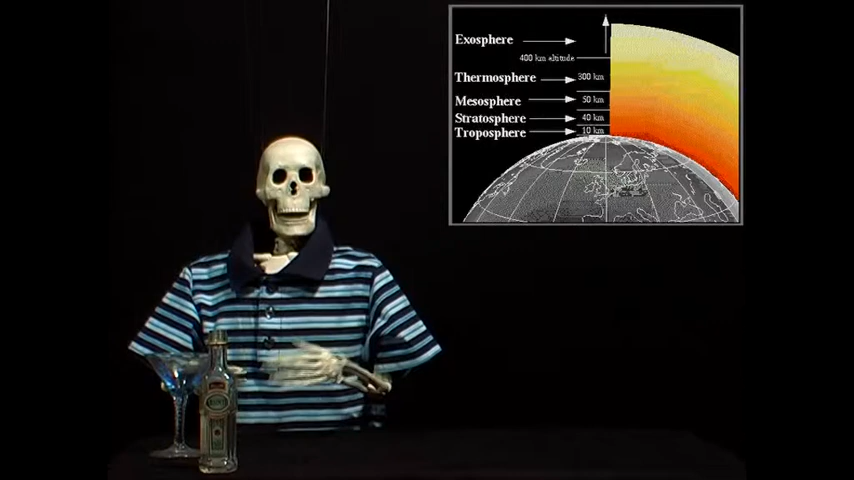 Exosphere
400 km altitude
Thermosphere
300 km
Mesosphere
50 km
Stratosphere
40 km
Troposphere
10 km